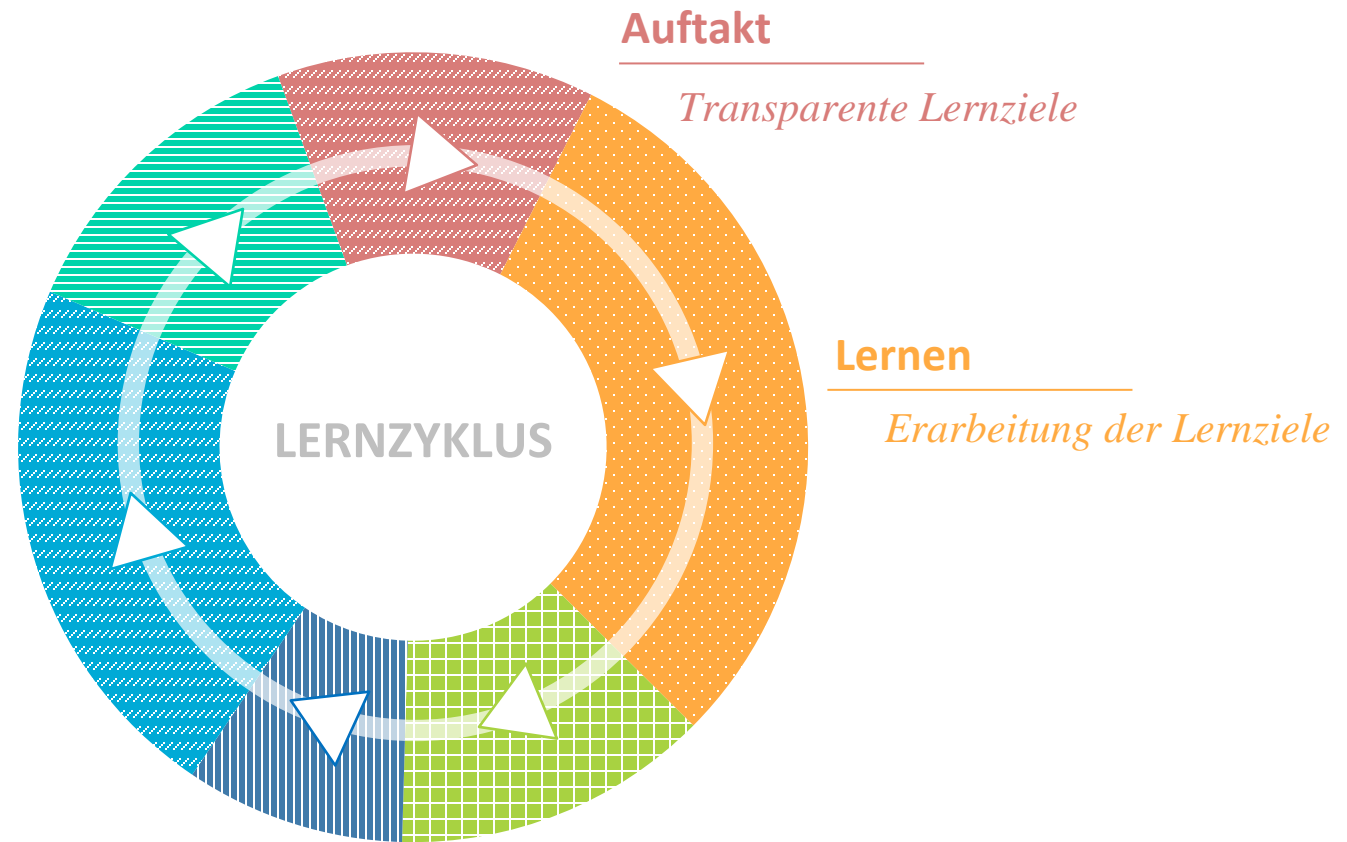 Auftakt
Transparente Lernziele
Lernen
Erarbeitung der Lernziele
LERNZYKLUS